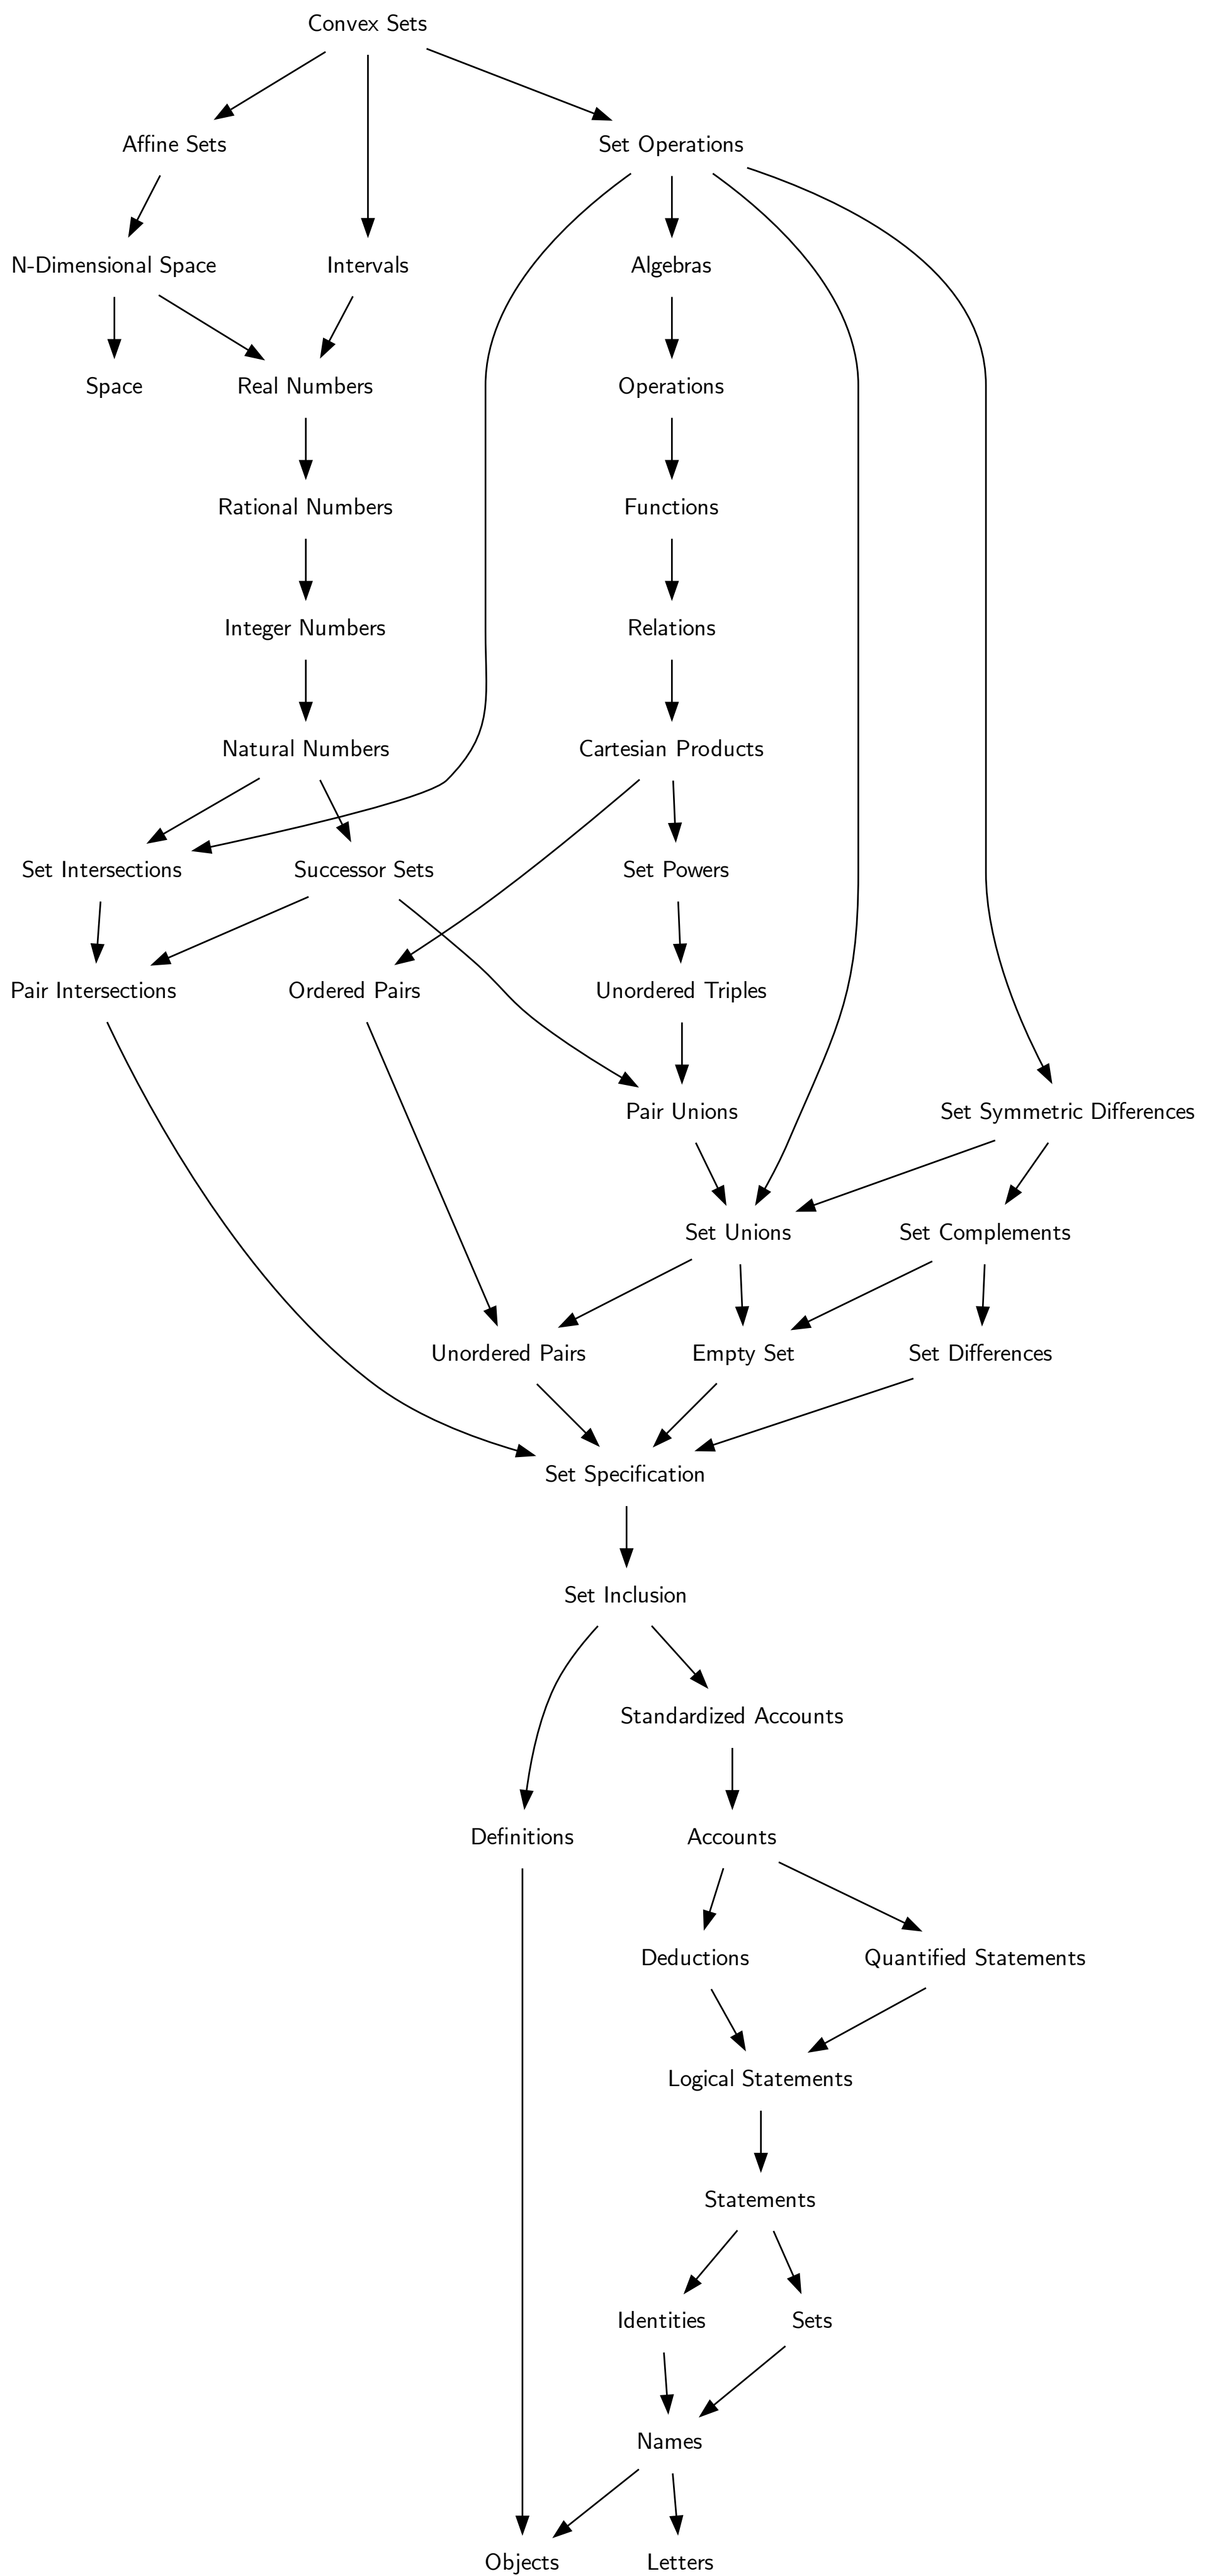 Convex Sets
Affine Sets
Set Operations
N-Dimensional Space
Intervals
Algebras
Space
Real Numbers
Operations
Rational Numbers
Functions
Integer Numbers
Relations
Natural Numbers
Cartesian Products
Set Intersections
Successor Sets
Set Powers
Pair Intersections
Ordered Pairs
Unordered Triples
Pair Unions
Set Symmetric Differences
Set Unions
Set Complements
Unordered Pairs
Empty Set
Set Differences
Set Specification
Set Inclusion
Standardized Accounts
Definitions
Accounts
Deductions
Quantified Statements
Logical Statements
Statements
Identities
Sets
Names
Objects
Letters